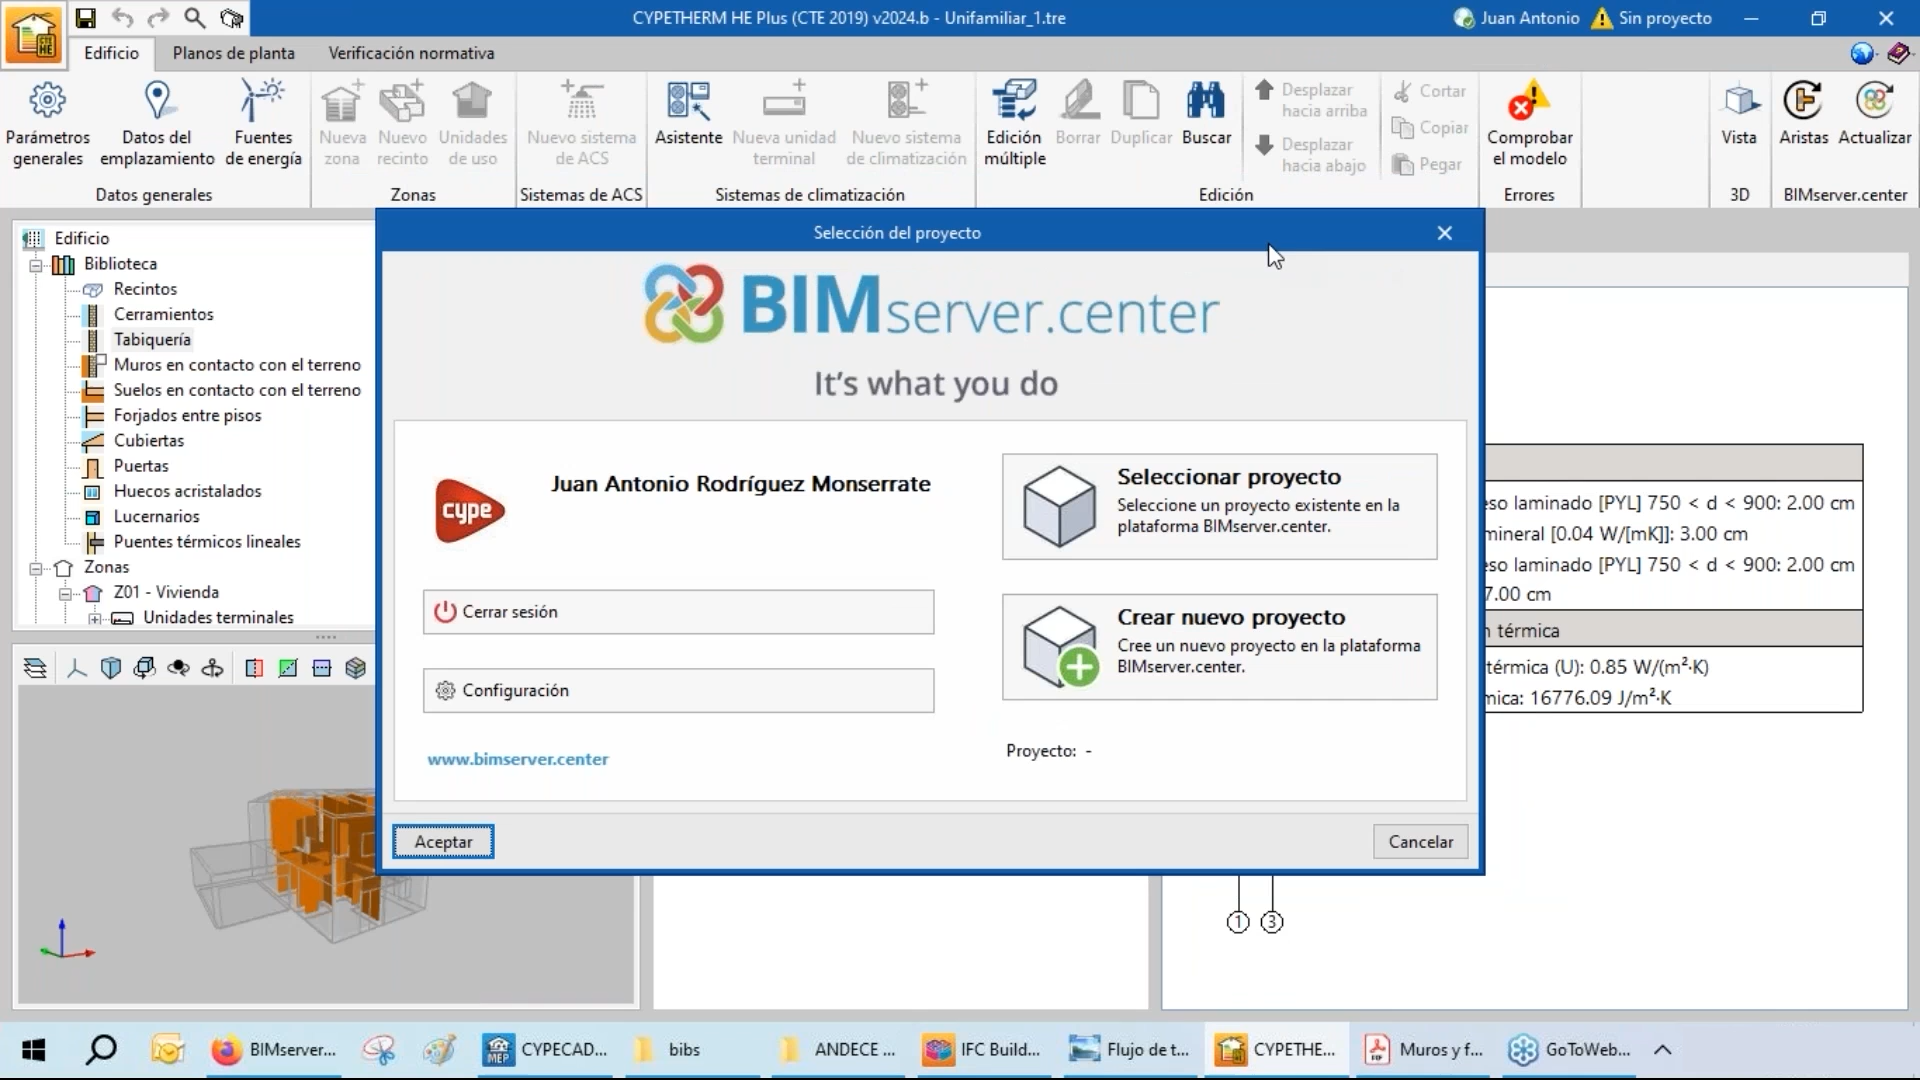 CYPETHERM HE Plus (CTE 2019) v2024.b - Unifamiliar_1.tre
Juan Antonio
Sin proyecto
Edificio
Planos de planta
Verificación normativa
Parámetros generales
Datos del emplazamiento
Fuentes de energía
Nueva zona
Nuevo recinto
Unidades de uso
Nuevo sistema de ACS
Asistente
Nueva unidad terminal
Nuevo sistema de climatización
Edición múltiple
Borrar
Duplicar
Buscar
Desplazar hacia arriba
Desplazar hacia abajo
Cortar
Copiar
Pegar
Comprobar el modelo
Vista
Aristas
Actualizar
Datos generales
Zonas
Sistemas de ACS
Sistemas de climatización
Edición
Errores
3D
BIMserver.center
Edificio
Biblioteca
Recintos
Cerramientos
Tabiquería
Muros en contacto con el terreno
Suelos en contacto con el terreno
Forjados entre pisos
Cubiertas
Puertas
Huecos acristalados
Lucernarios
Puentes térmicos lineales
Zonas
Z01 - Vivienda
Unidades terminales
Selección del proyecto
BIMserver.center
It's what you do
cype
Juan Antonio Rodríguez Monserrate
Cerrar sesión
Configuración
www.bimserver.center
Seleccionar proyecto
Seleccione un proyecto existente en la
plataforma BIMserver.center.
Crear nuevo proyecto
Cree un nuevo proyecto en la plataforma
BIMserver.center.
Proyecto: -
Aceptar
Cancelar
eso laminado [PYL] 750 < d < 900: 2.00 cm
mineral [0.04 W/[mK]]: 3.00 cm
eso laminado [PYL] 750 < d < 900: 2.00 cm
7.00 cm
n térmica
térmica (U): 0.85 W/(m²·K)
mica: 16776.09 J/m²·K
1
3
BIMserver...
MEP
CYPECAD...
bibs
ANDECE ...
IFC Build...
Flujo de t...
CYPETHE...
Muros y f...
GoToWeb...